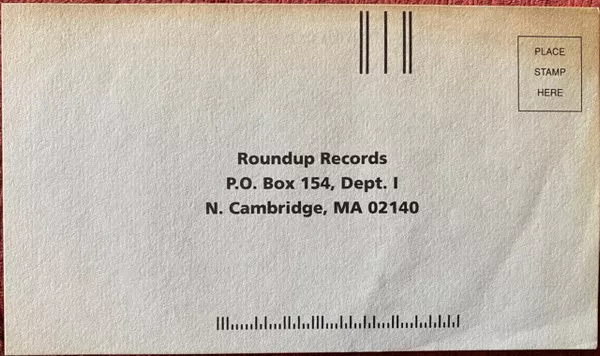 PLACE
STAMP
HERE
Roundup Records
P.O. Box 154, Dept. I
N. Cambridge, MA 02140